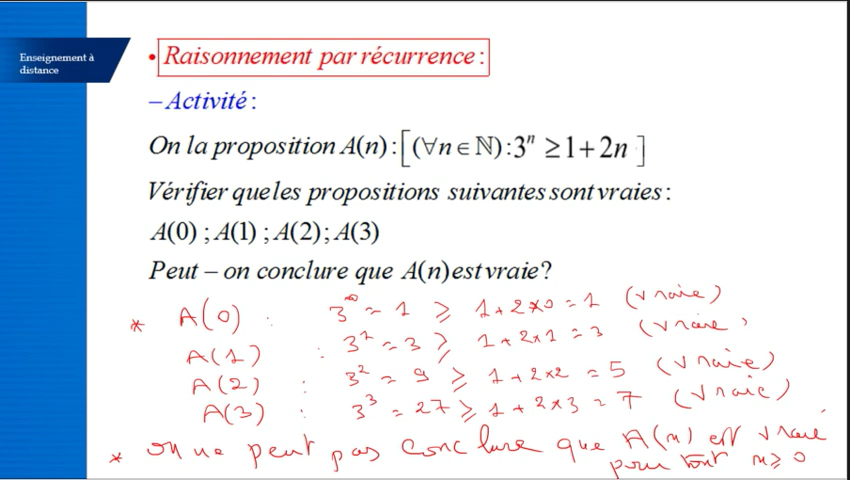 Enseignement à
distance
• Raisonnement par récurrence :
– Activité :
On la proposition A(n) : [(∀n ∈ ℕ) : 3ⁿ ≥ 1 + 2n ]
Vérifier que les propositions suivantes sont vraies :
A(0) ; A(1) ; A(2) ; A(3)
Peut – on conclure que A(n) est vraie ?
* A(0) : 3⁰ = 1 ≥ 1 + 2×0 = 1 (vraie)
A(1) : 3¹ = 3 ≥ 1 + 2×1 = 3 (vraie,
A(2) : 3² = 9 ≥ 1 + 2×2 = 5 (vraie)
A(3) : 3³ = 27 ≥ 1 + 2×3 = 7 (vraie)
* on ne peut pas conclure que A(n) est vraie
pour tout n ≥ 0